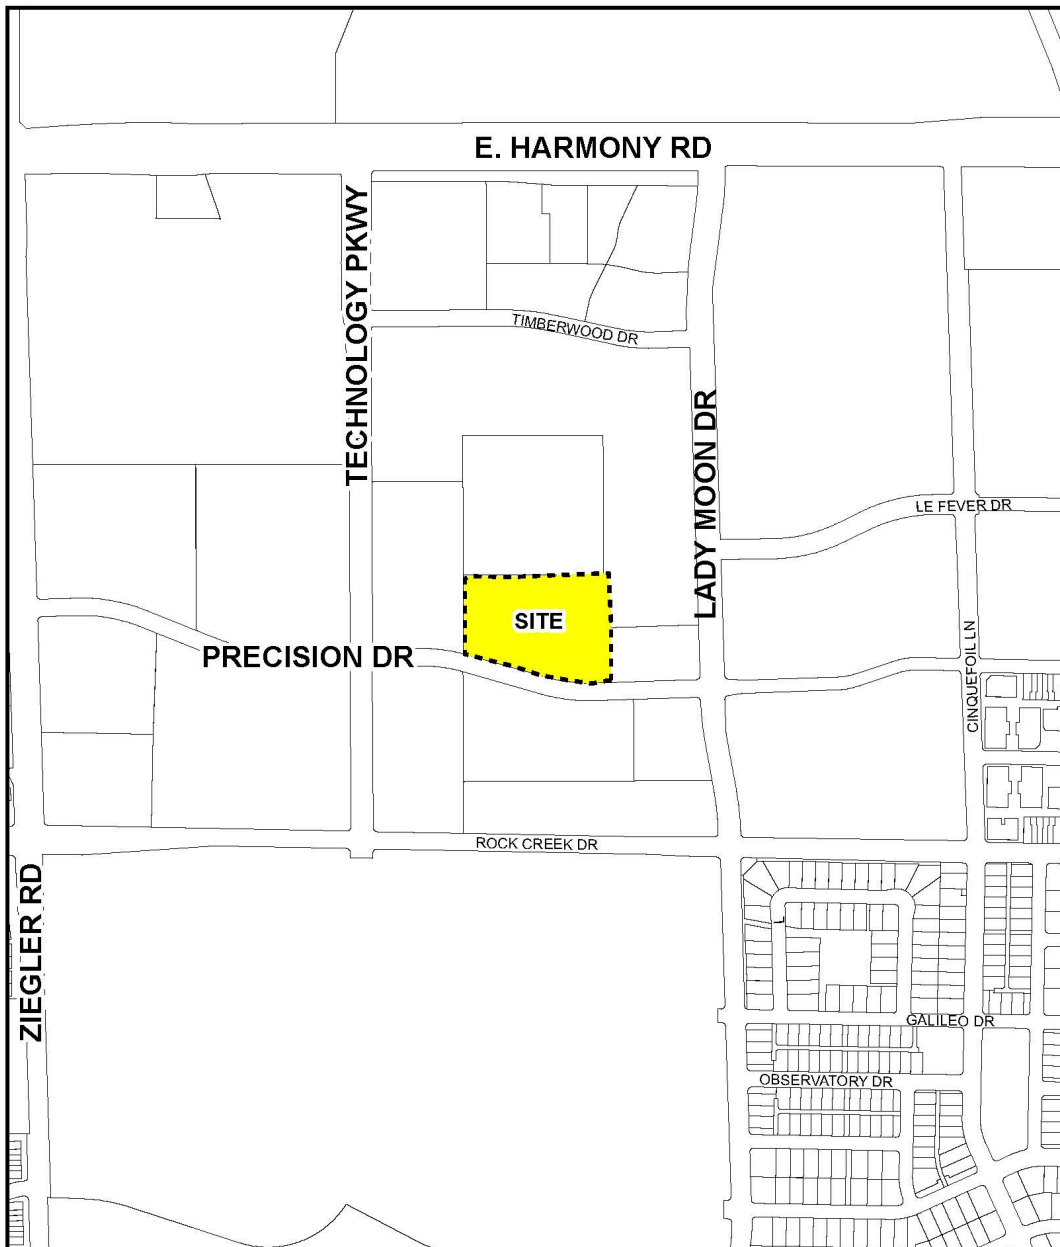 E. HARMONY RD
TECHNOLOGY PKWY
TIMBERWOOD DR
LADY MOON DR
LE FEVER DR
SITE
PRECISION DR
CINQUEFOIL LN
ROCK CREEK DR
ZIEGLER RD
GALILEO DR
OBSERVATORY DR